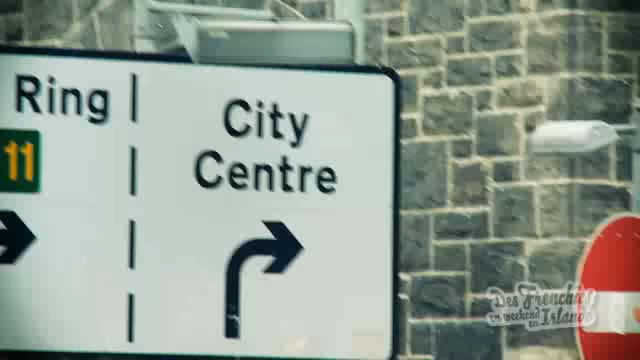 Ring
11
City
Centre
Des Frenchies
en weekend
en Irlande